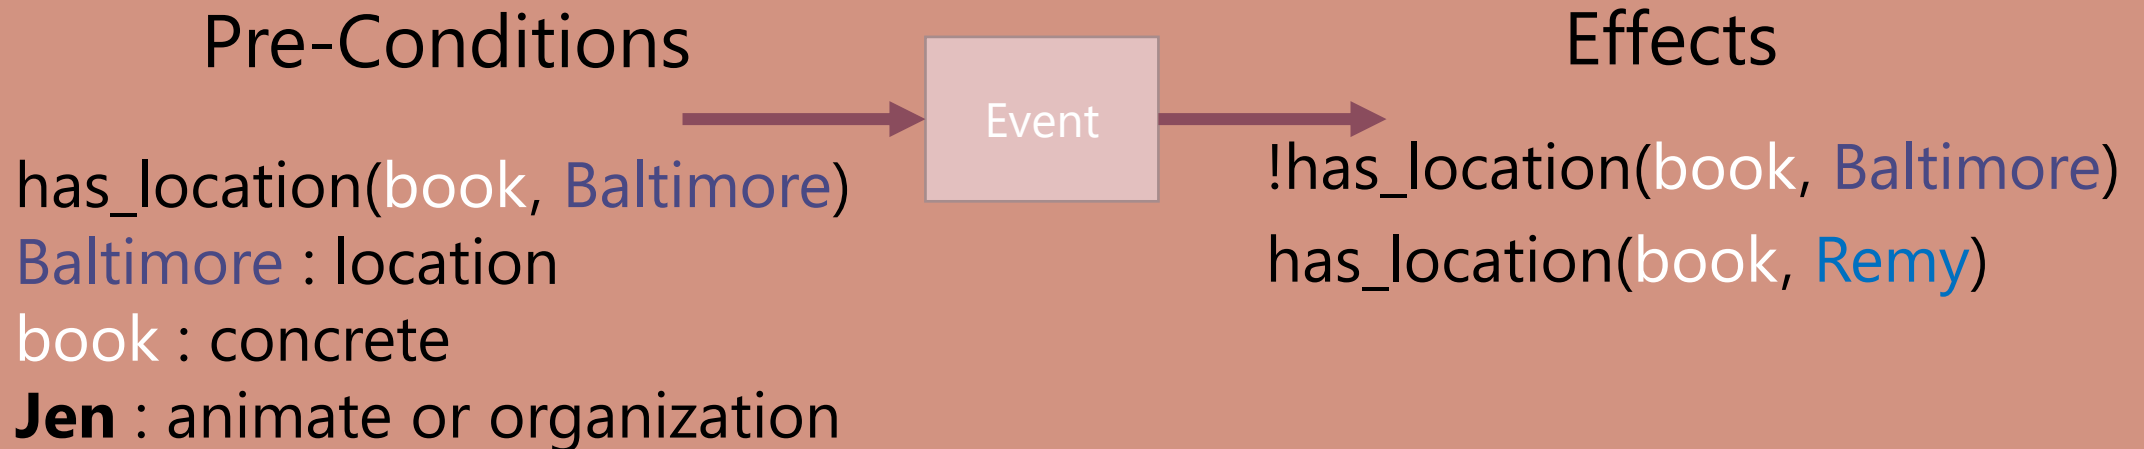 Pre-Conditions
has_location(book, Baltimore)
Baltimore : location
book : concrete
Jen : animate or organization
Event
Effects
!has_location(book, Baltimore)
has_location(book, Remy)